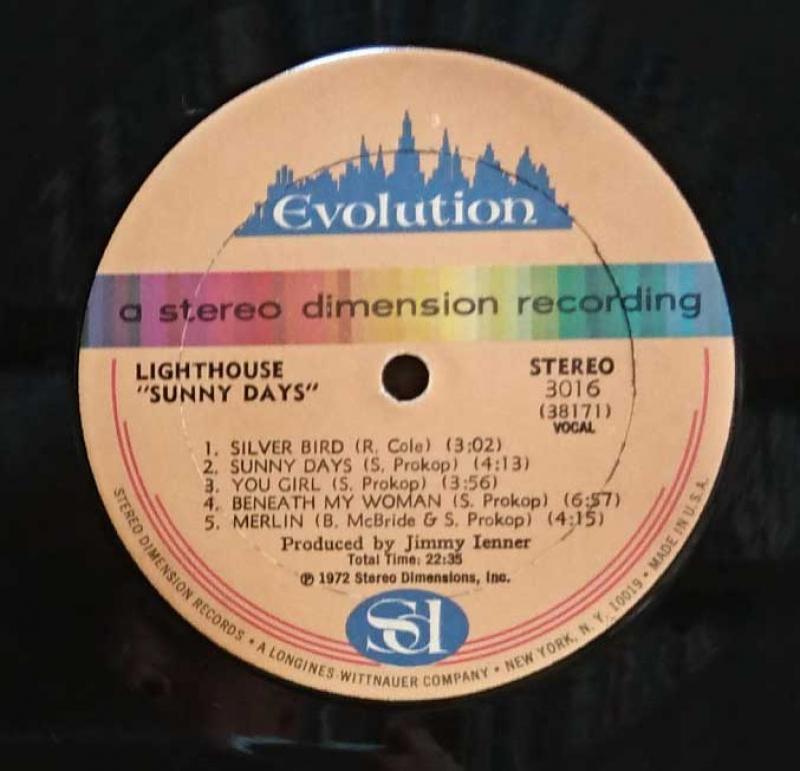 Evolution
a stereo dimension recording
LIGHTHOUSE
"SUNNY DAYS"
STEREO
3016
(38171)
VOCAL
1. SILVER BIRD (R. Cole) (3:02)
2. SUNNY DAYS (S. Prokop) (4:13)
3. YOU GIRL (S. Prokop) (3:56)
4. BENEATH MY WOMAN (S. Prokop) (6:57)
5. MERLIN (B. McBride & S. Prokop) (4:15)
Produced by Jimmy Ienner
Total Time: 22:35
℗ 1972 Stereo Dimensions, Inc.
Sd
STEREO DIMENSION RECORDS • A LONGINES-WITTNAUER COMPANY • NEW YORK, N. Y. 10019 • MADE IN U.S.A.